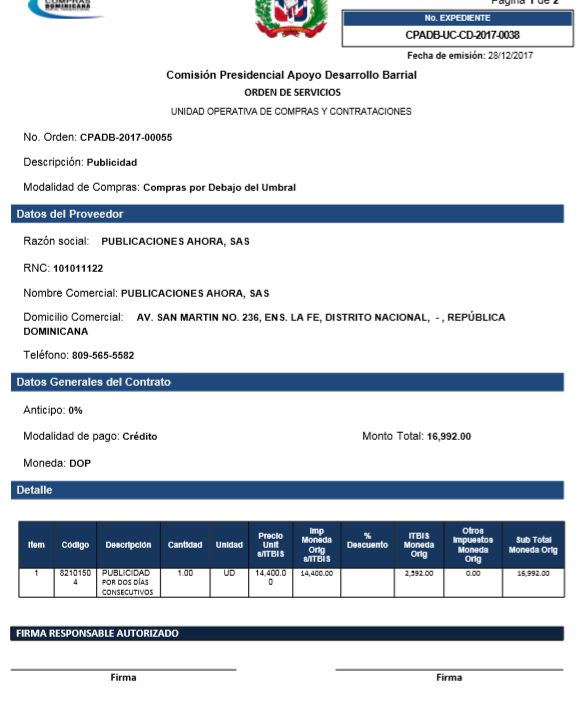 COMPRAS
DOMINICANA
Página 1 de 2
No. EXPEDIENTE
CPADB-UC-CD-2017-0038
Fecha de emisión: 28/12/2017
Comisión Presidencial Apoyo Desarrollo Barrial
ORDEN DE SERVICIOS
UNIDAD OPERATIVA DE COMPRAS Y CONTRATACIONES
No. Orden: CPADB-2017-00055
Descripción: Publicidad
Modalidad de Compras: Compras por Debajo del Umbral
Datos del Proveedor
Razón social: PUBLICACIONES AHORA, SAS
RNC: 101011122
Nombre Comercial: PUBLICACIONES AHORA, SAS
Domicilio Comercial: AV. SAN MARTIN NO. 236, ENS. LA FE, DISTRITO NACIONAL, - , REPÚBLICA
DOMINICANA
Teléfono: 809-565-5582
Datos Generales del Contrato
Anticipo: 0%
Modalidad de pago: Crédito Monto Total: 16,992.00
Moneda: DOP
Detalle
Item Código Descripción Cantidad Unidad Precio Unit s/ITBIS Imp Moneda Orig s/ITBIS % Descuento ITBIS Moneda Orig Otros Impuestos Moneda Orig Sub Total Moneda Orig
1 8210150 PUBLICIDAD 1.00 UD 14,400.0 14,400.00 2,592.00 0.00 16,992.00
4 POR DOS DÍAS 0
CONSECUTIVOS
FIRMA RESPONSABLE AUTORIZADO
Firma Firma